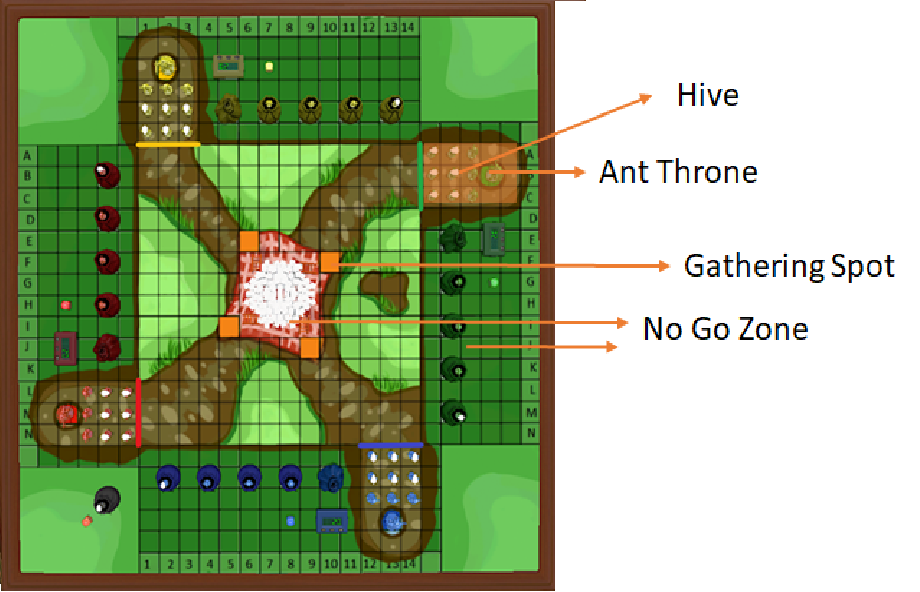 1 2 3 4 5 6 7 8 9 10 11 12 13 14
Hive
Ant Throne
Gathering Spot
No Go Zone
A A
B
C C
D D
E E
F F
G G
H H
I I
J J
K K
L L
M M
N N
1 2 3 4 5 6 7 8 9 10 11 12 13 14